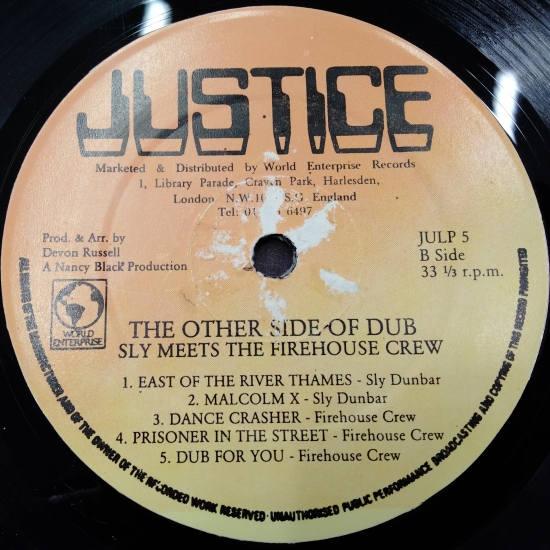 JUSTICE
Marketed & Distributed by World Enterprise Records
1, Library Parade, Craven Park, Harlesden,
London N.W.10 S.G England
Tel: 6497
Prod. & Arr. by
Devon Russell
A Nancy Black Production
JULP 5
B Side
33 ⅓ r.p.m.
WORLD
ENTERPRISE
THE OTHER SIDE OF DUB
SLY MEETS THE FIREHOUSE CREW
1. EAST OF THE RIVER THAMES - Sly Dunbar
2. MALCOLM X - Sly Dunbar
3. DANCE CRASHER - Firehouse Crew
4. PRISONER IN THE STREET - Firehouse Crew
5. DUB FOR YOU - Firehouse Crew
ALL RIGHTS OF THE MANUFACTURER AND OF THE OWNER OF THE RECORDED WORK RESERVED · UNAUTHORISED PUBLIC PERFORMANCE BROADCASTING AND COPYING OF THIS RECORD PROHIBITED